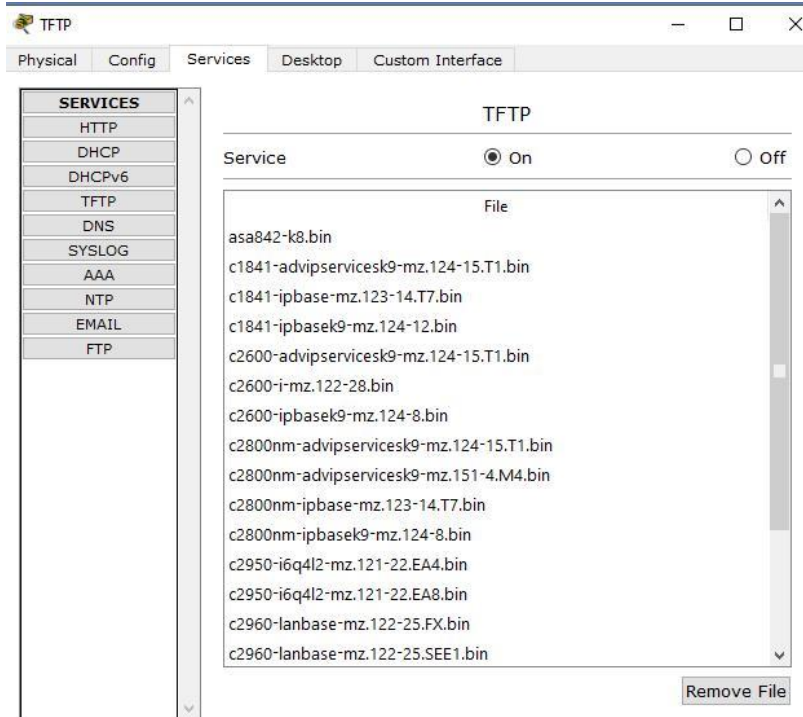 TFTP
Physical Config Services Desktop Custom Interface
SERVICES
HTTP
DHCP
DHCPv6
TFTP
DNS
SYSLOG
AAA
NTP
EMAIL
FTP
TFTP
Service On Off
File
asa842-k8.bin
c1841-advipservicesk9-mz.124-15.T1.bin
c1841-ipbase-mz.123-14.T7.bin
c1841-ipbasek9-mz.124-12.bin
c2600-advipservicesk9-mz.124-15.T1.bin
c2600-i-mz.122-28.bin
c2600-ipbasek9-mz.124-8.bin
c2800nm-advipservicesk9-mz.124-15.T1.bin
c2800nm-advipservicesk9-mz.151-4.M4.bin
c2800nm-ipbase-mz.123-14.T7.bin
c2800nm-ipbasek9-mz.124-8.bin
c2950-i6q4l2-mz.121-22.EA4.bin
c2950-i6q4l2-mz.121-22.EA8.bin
c2960-lanbase-mz.122-25.FX.bin
c2960-lanbase-mz.122-25.SEE1.bin
Remove File